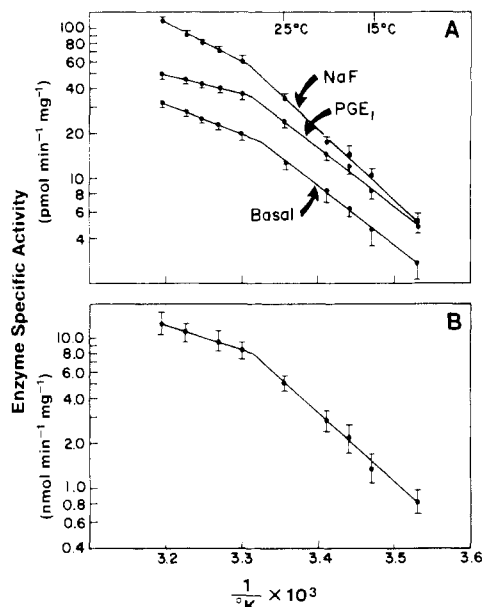 25°C 15°C A
100
60
40
20
10
8
6
4
NaF
PGE₁
Basal
(pmol min⁻¹ mg⁻¹)
Enzyme Specific Activity
B
10.0
8.0
6.0
4.0
2.0
1.0
0.8
0.6
0.4
(nmol min⁻¹ mg⁻¹)
3.2 3.3 3.4 3.5 3.6
1/°K × 10³